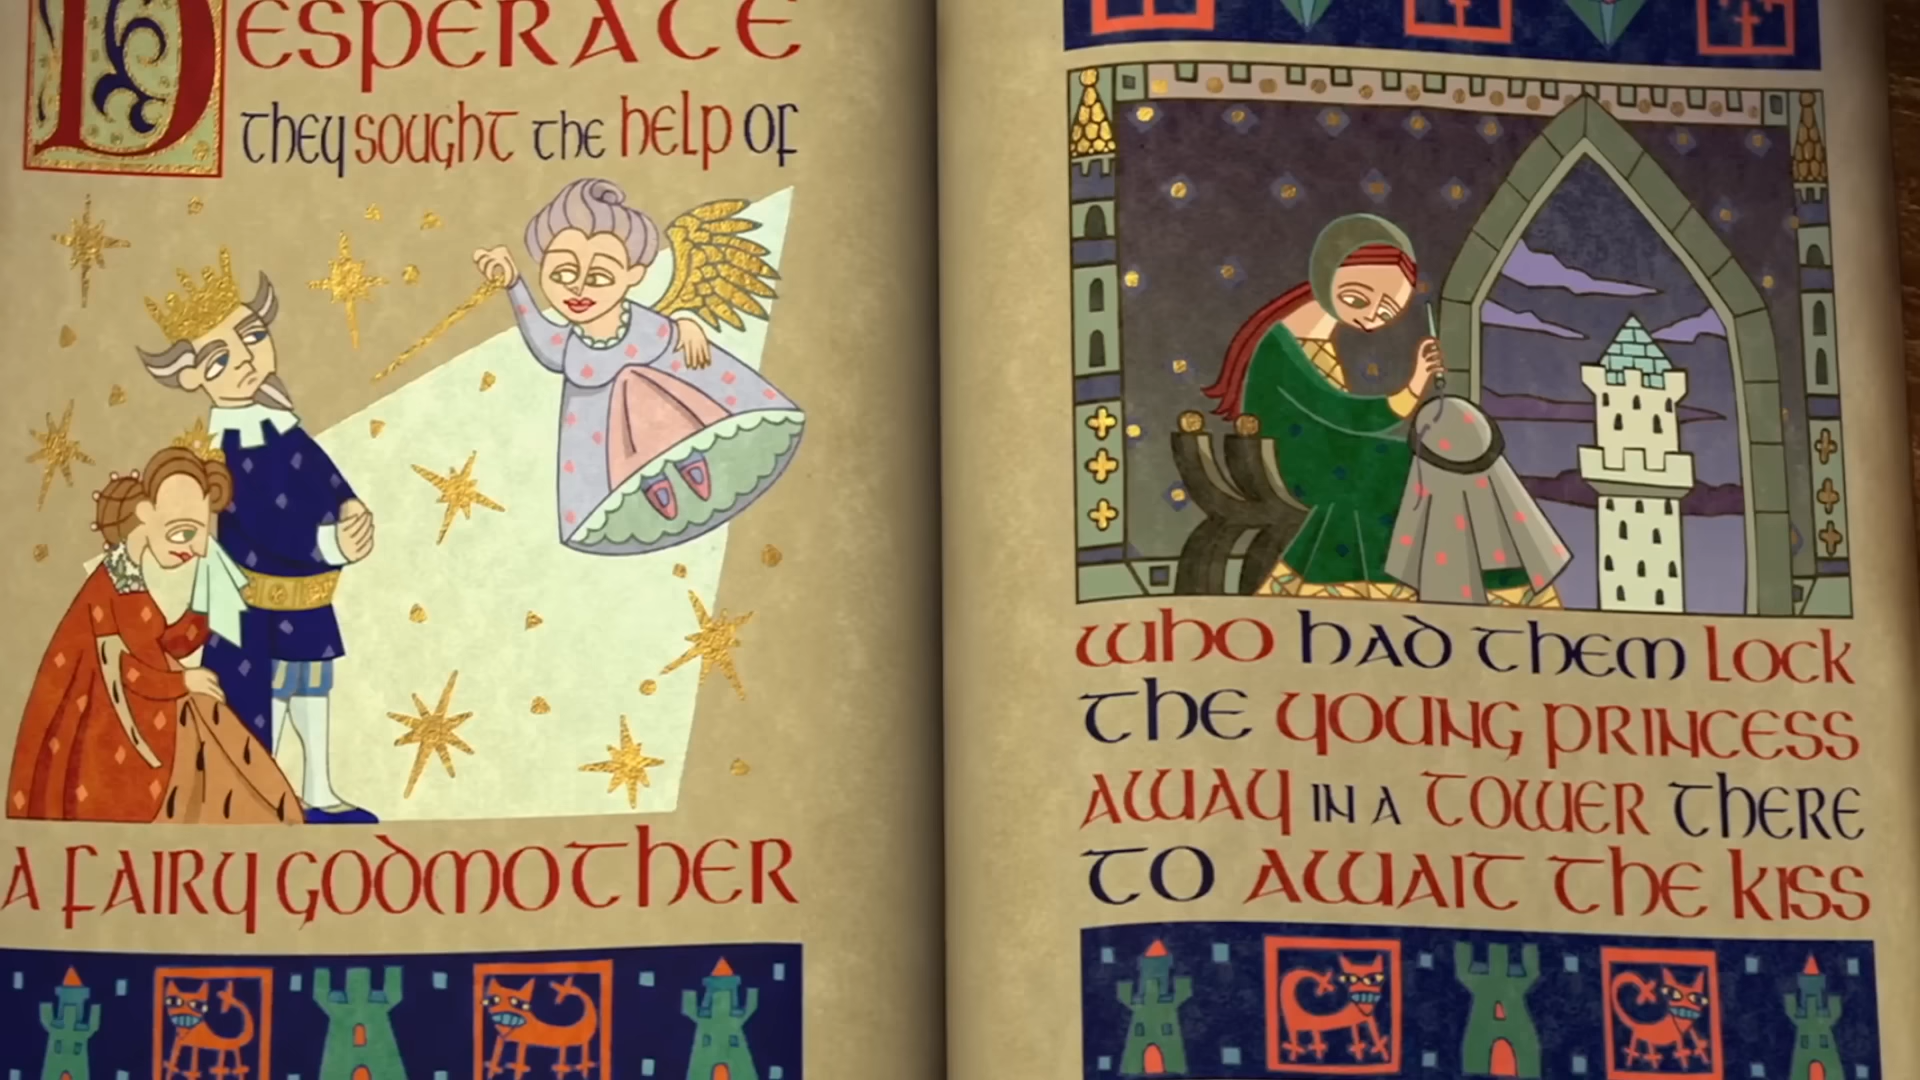 DESPERATE
they sought the help of
A FAIRY GODMOTHER
who had them lock
the young princess
away in a tower there
to await the kiss